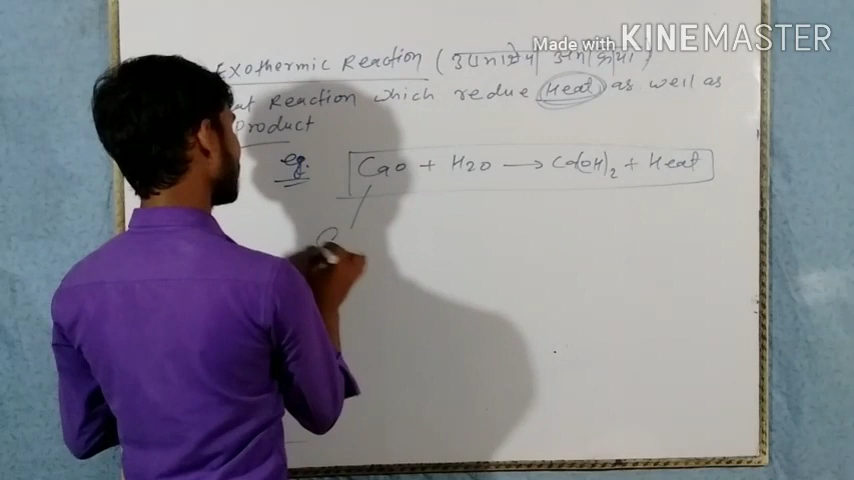 Made with KINEMASTER
Exothermic Reaction (
Reaction which redue Heat as well as
Product
eg. CaO + H2O → Ca(OH)2 + Heat